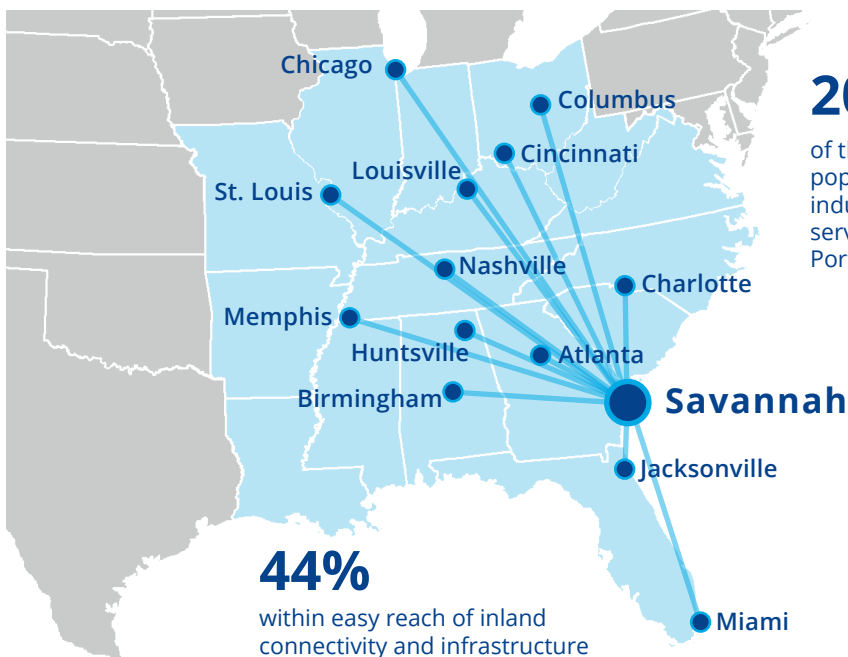 Chicago
Columbus
Cincinnati
Louisville
St. Louis
Nashville
Charlotte
Memphis
Huntsville
Atlanta
Birmingham
Savannah
Jacksonville
44%
within easy reach of inland
connectivity and infrastructure
Miami